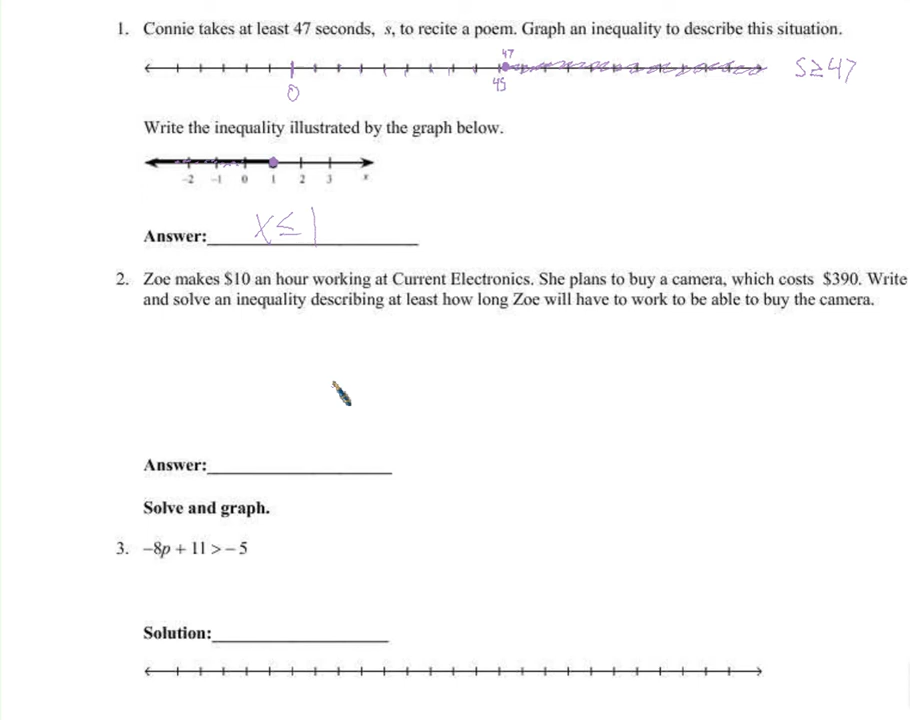 1. Connie takes at least 47 seconds, s, to recite a poem. Graph an inequality to describe this situation.
47
S≥47
0
45
Write the inequality illustrated by the graph below.
-2 -1 0 1 2 3 x
Answer: x≤1
2. Zoe makes $10 an hour working at Current Electronics. She plans to buy a camera, which costs $390. Write
and solve an inequality describing at least how long Zoe will have to work to be able to buy the camera.
Answer:
Solve and graph.
3. –8p + 11 > – 5
Solution: